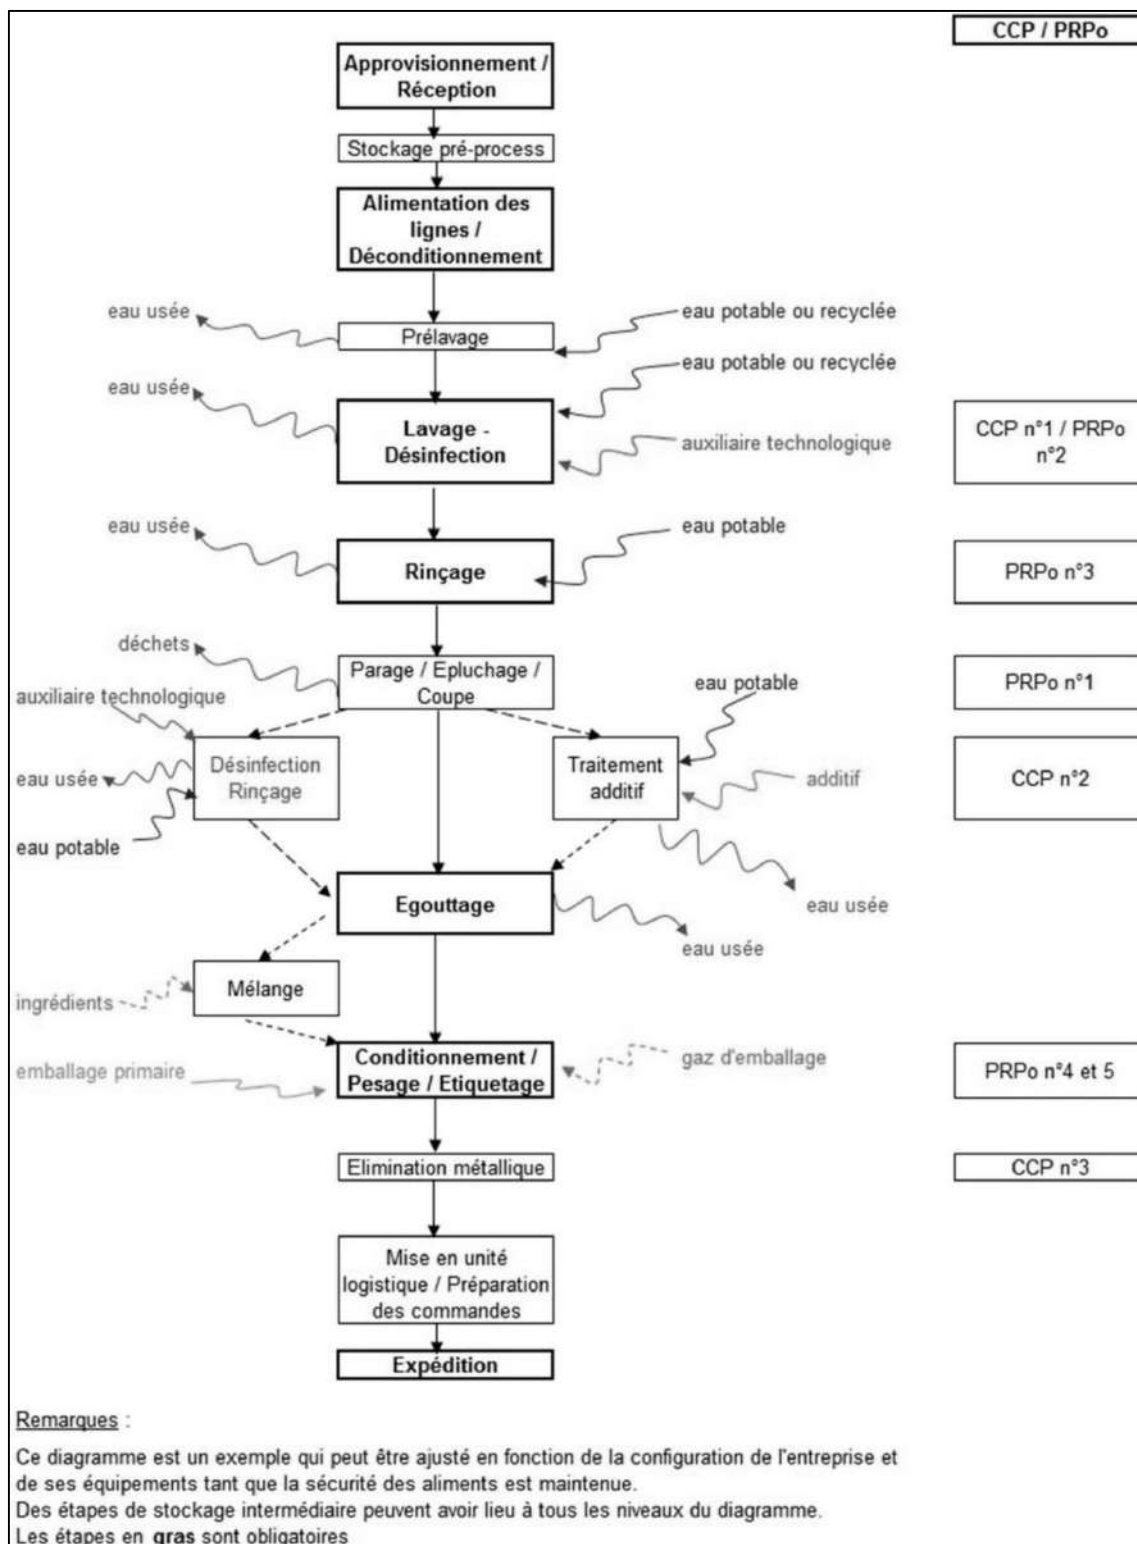 CCP / PRPo
Approvisionnement /
Réception
Stockage pré-process
Alimentation des
lignes /
Déconditionnement
eau usée
eau potable ou recyclée
Prélavage
eau potable ou recyclée
eau usée
Lavage -
Désinfection
auxiliaire technologique
CCP n°1 / PRPo
n°2
eau usée
eau potable
Rinçage
PRPo n°3
déchets
Parage / Epluchage /
Coupe
PRPo n°1
auxiliaire technologique
eau potable
eau usée
Désinfection
Rinçage
Traitement
additif
additif
CCP n°2
eau potable
Egouttage
eau usée
eau usée
Mélange
ingrédients
Conditionnement /
Pesage / Etiquetage
gaz d'emballage
emballage primaire
PRPo n°4 et 5
Elimination métallique
CCP n°3
Mise en unité
logistique / Préparation
des commandes
Expédition
Remarques :
Ce diagramme est un exemple qui peut être ajusté en fonction de la configuration de l'entreprise et
de ses équipements tant que la sécurité des aliments est maintenue.
Des étapes de stockage intermédiaire peuvent avoir lieu à tous les niveaux du diagramme.
Les étapes en gras sont obligatoires